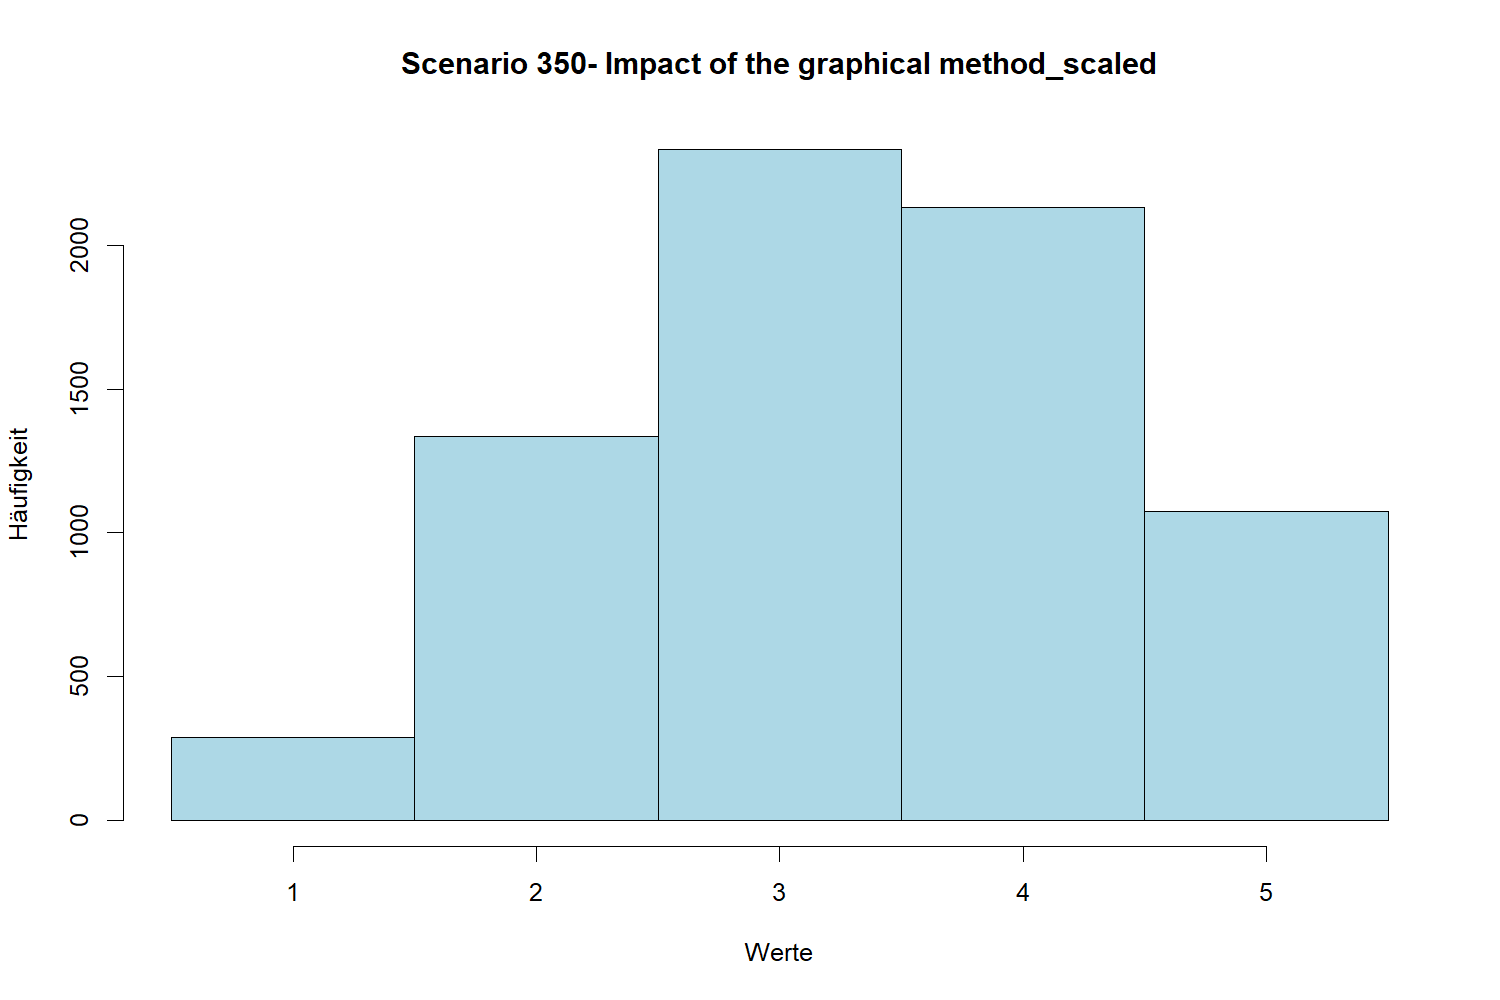 Scenario 350- Impact of the graphical method_scaled
Häufigkeit
2000
1500
1000
500
0
1 2 3 4 5
Werte